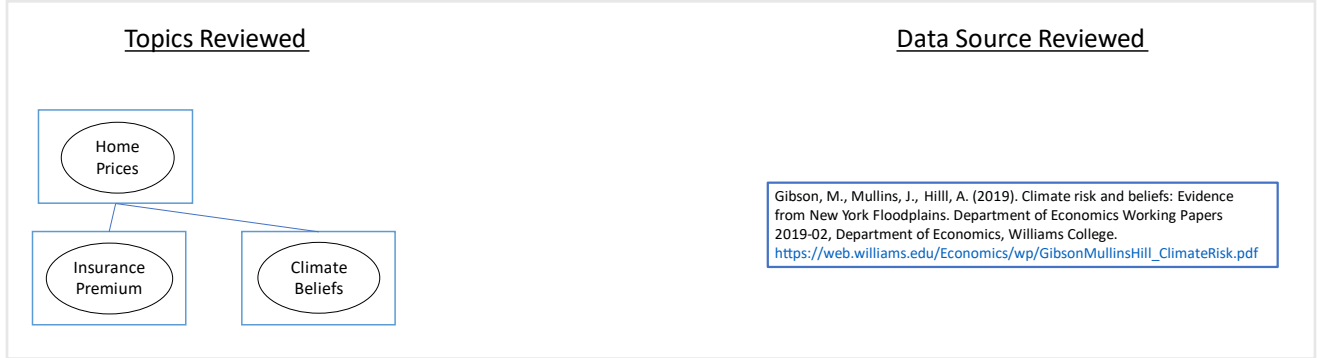 Topics Reviewed
Data Source Reviewed
Home
Prices
Insurance
Premium
Climate
Beliefs
Gibson, M., Mullins, J., Hilll, A. (2019). Climate risk and beliefs: Evidence
from New York Floodplains. Department of Economics Working Papers
2019-02, Department of Economics, Williams College.
https://web.williams.edu/Economics/wp/GibsonMullinsHill_ClimateRisk.pdf